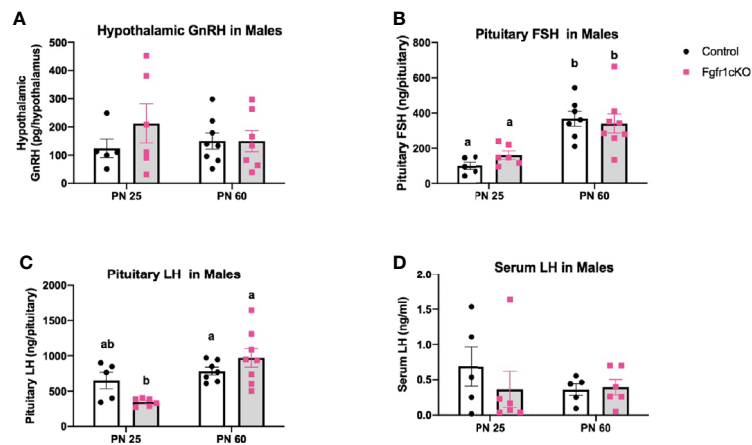 A
Hypothalamic GnRH in Males
Hypothalamic
GnRH (pg/hypothalamus)
500
400
300
200
100
0
PN 25
PN 60
B
Pituitary FSH in Males
Pituitary FSH (ng/pituitary)
800
600
400
200
0
a
a
b
b
PN 25
PN 60
Control
Fgfr1cKO
C
Pituitary LH in Males
Pituitary LH (ng/pituitary)
2000
1500
1000
500
0
ab
b
a
a
PN 25
PN 60
D
Serum LH in Males
Serum LH (ng/ml)
2.0
1.5
1.0
0.5
0.0
PN 25
PN 60